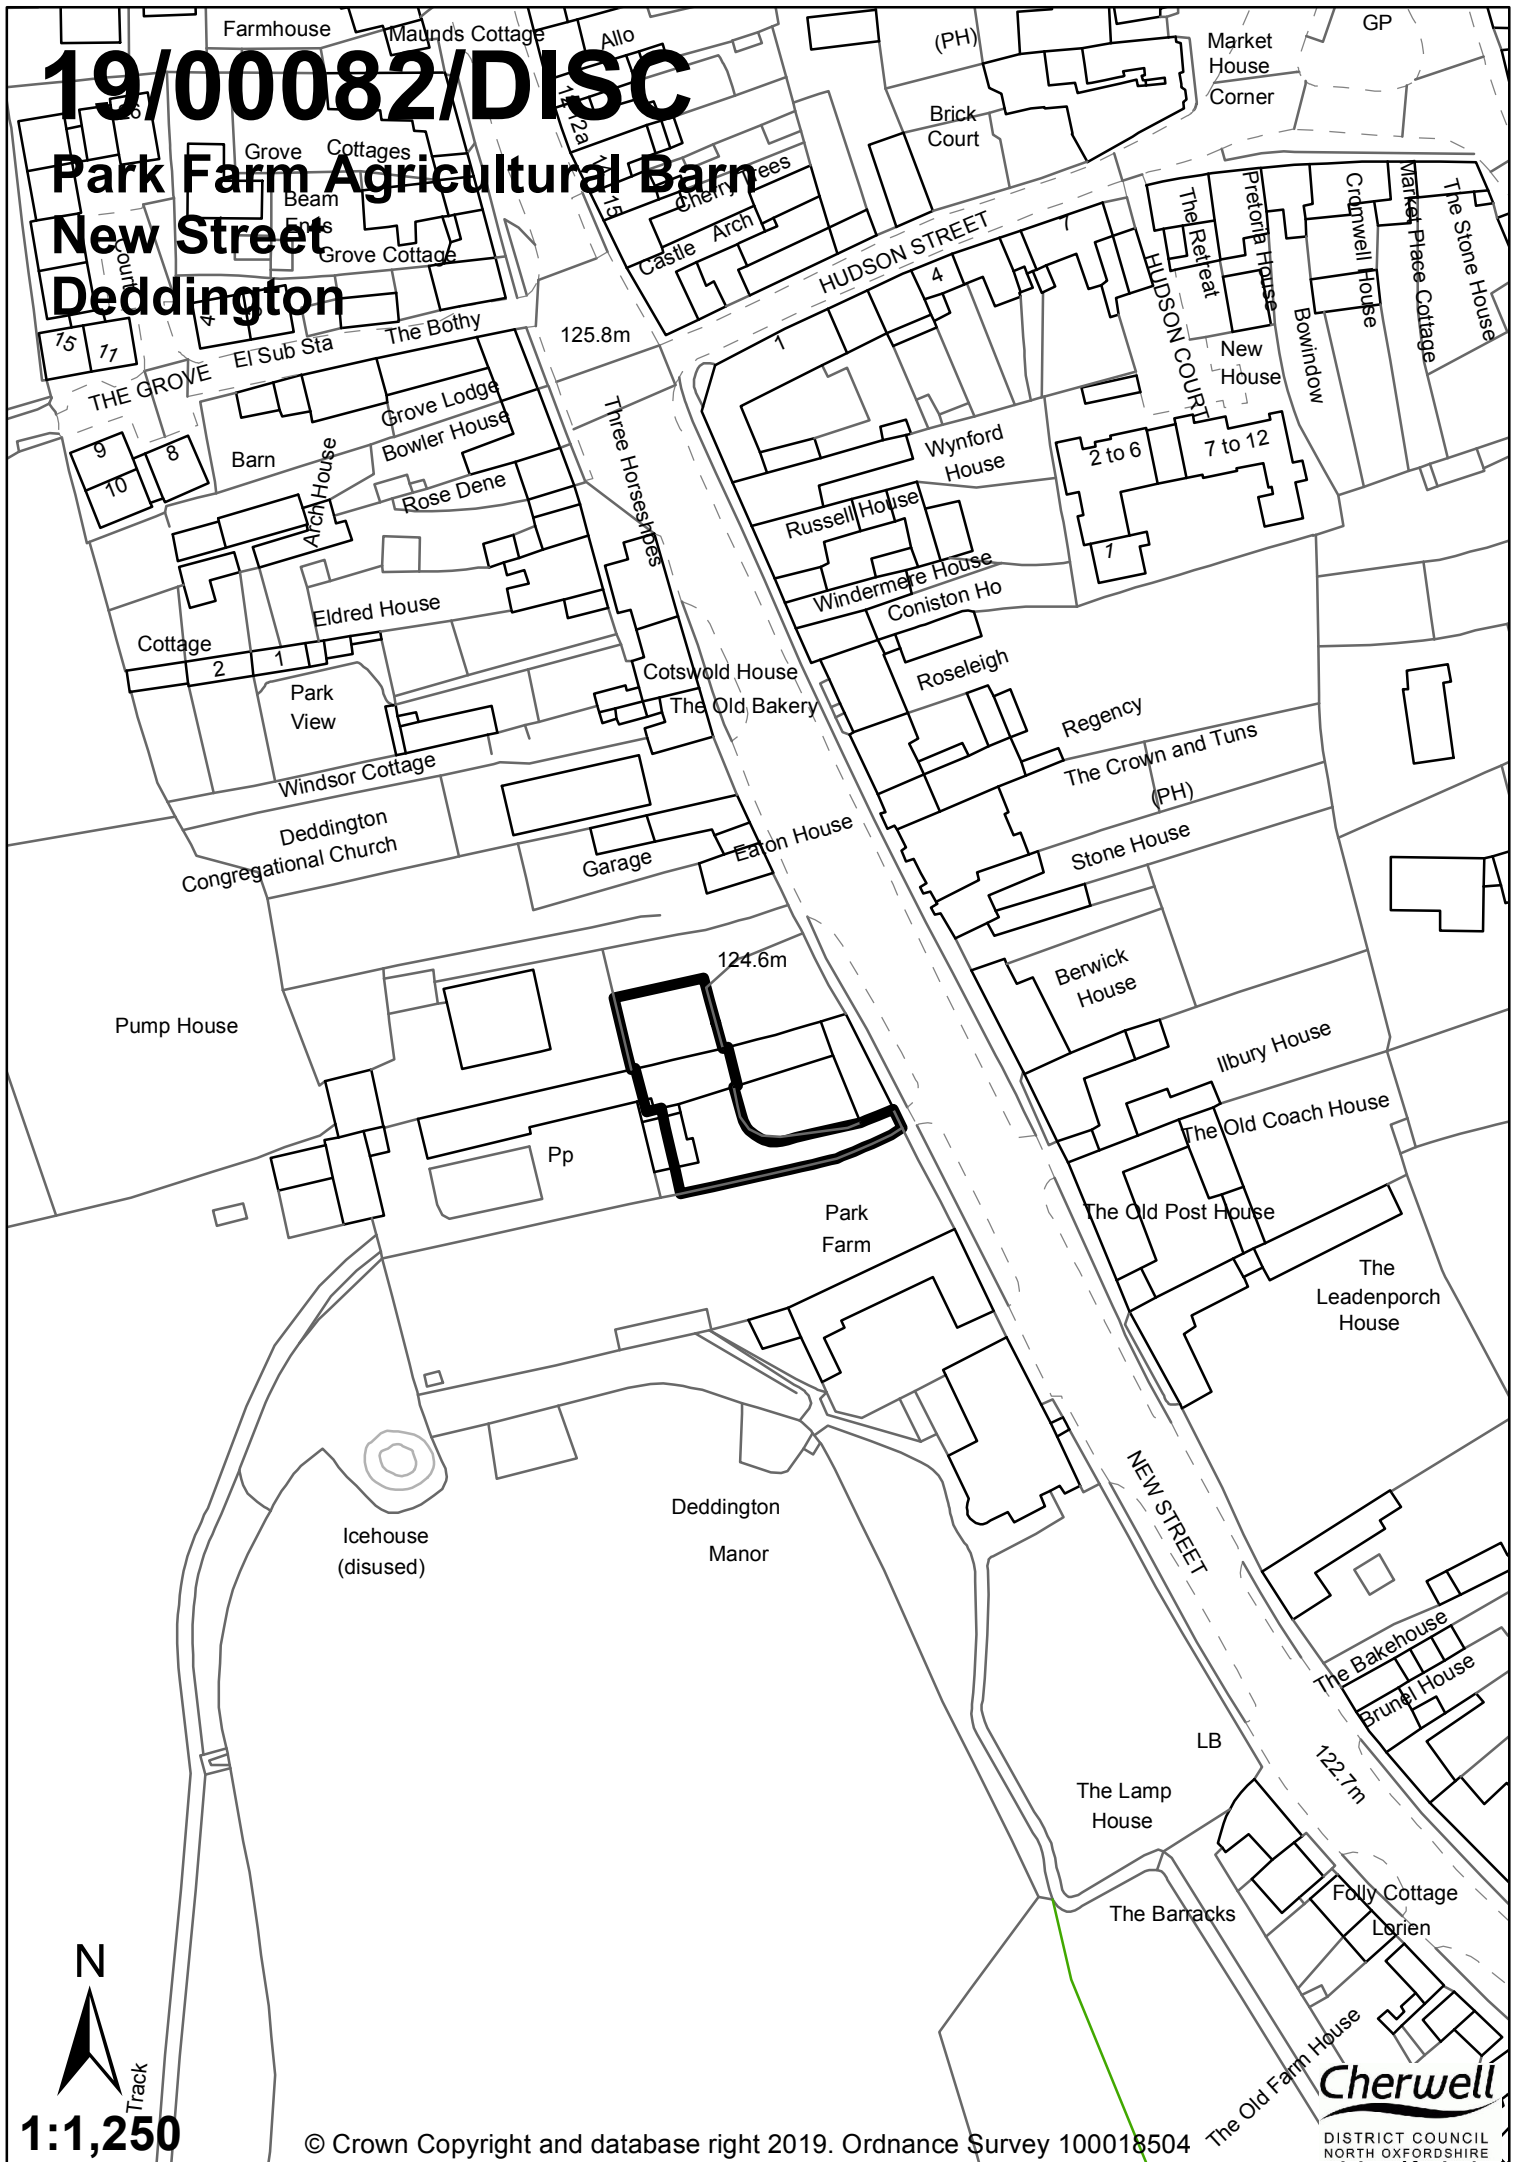 19/00082/DISC
Park Farm Agricultural Barn
New Street
Deddington
Farmhouse
Maunds Cottage
Allo
(PH)
Market
House
Corner
GP
Brick
Court
12
12a
14
15
Cherry Trees
Castle Arch
Grove Cottages
Beam
Ends
Grove Cottage
Court
HUDSON STREET
7
4
1
The Retreat
Pretoria House
Cromwell House
Market Place Cottage
The Stone House
HUDSON COURT
New
House
Bowindow
125.8m
4
15
11
El Sub Sta
The Bothy
THE GROVE
Grove Lodge
Bowler House
Rose Dene
9
10
8
Barn
Arch House
Three Horseshoes
Wynford
House
2 to 6
7 to 12
1
Russell House
Windermere House
Coniston Ho
Eldred House
Cottage
2
1
Park
View
Cotswold House
The Old Bakery
Roseleigh
Regency
The Crown and Tuns
(PH)
Windsor Cottage
Deddington
Congregational Church
Garage
Eaton House
Stone House
124.6m
Berwick
House
Pump House
Ilbury House
The Old Coach House
Pp
Park
Farm
The Old Post House
The
Leadenporch
House
Icehouse
(disused)
Deddington
Manor
NEW STREET
The Bakehouse
Brunel House
LB
122.7m
The Lamp
House
The Barracks
Folly Cottage
Lorien
The Old Farm House
N
Track
1:1,250
© Crown Copyright and database right 2019. Ordnance Survey 100018504
Cherwell
DISTRICT COUNCIL
NORTH OXFORDSHIRE